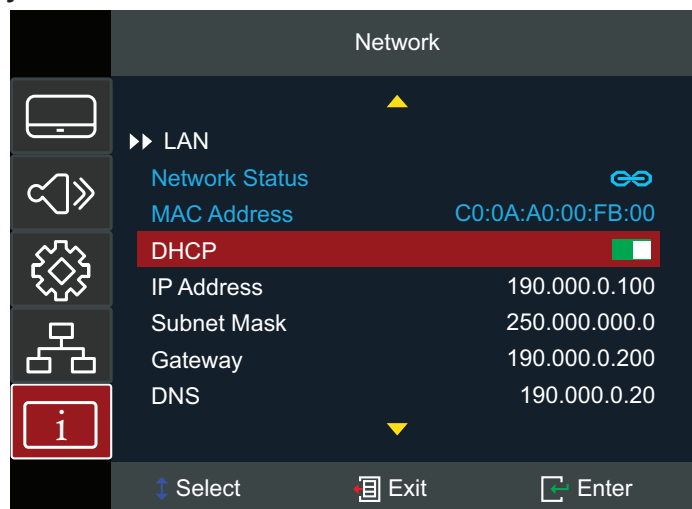 Network
LAN
Network Status
MAC Address C0:0A:A0:00:FB:00
DHCP
IP Address 190.000.0.100
Subnet Mask 250.000.000.0
Gateway 190.000.0.200
DNS 190.000.0.20
i
Select Exit Enter